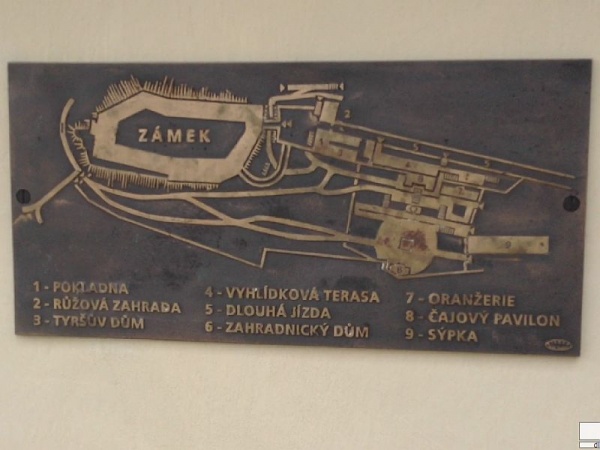 ZÁMEK
1 - POKLADNA
2 - RŮŽOVÁ ZAHRADA
3 - TYRŠŮV DŮM
4 - VYHLÍDKOVÁ TERASA
5 - DLOUHÁ JÍZDA
6 - ZAHRADNICKÝ DŮM
7 - ORANŽERIE
8 - ČAJOVÝ PAVILON
9 - SÝPKA